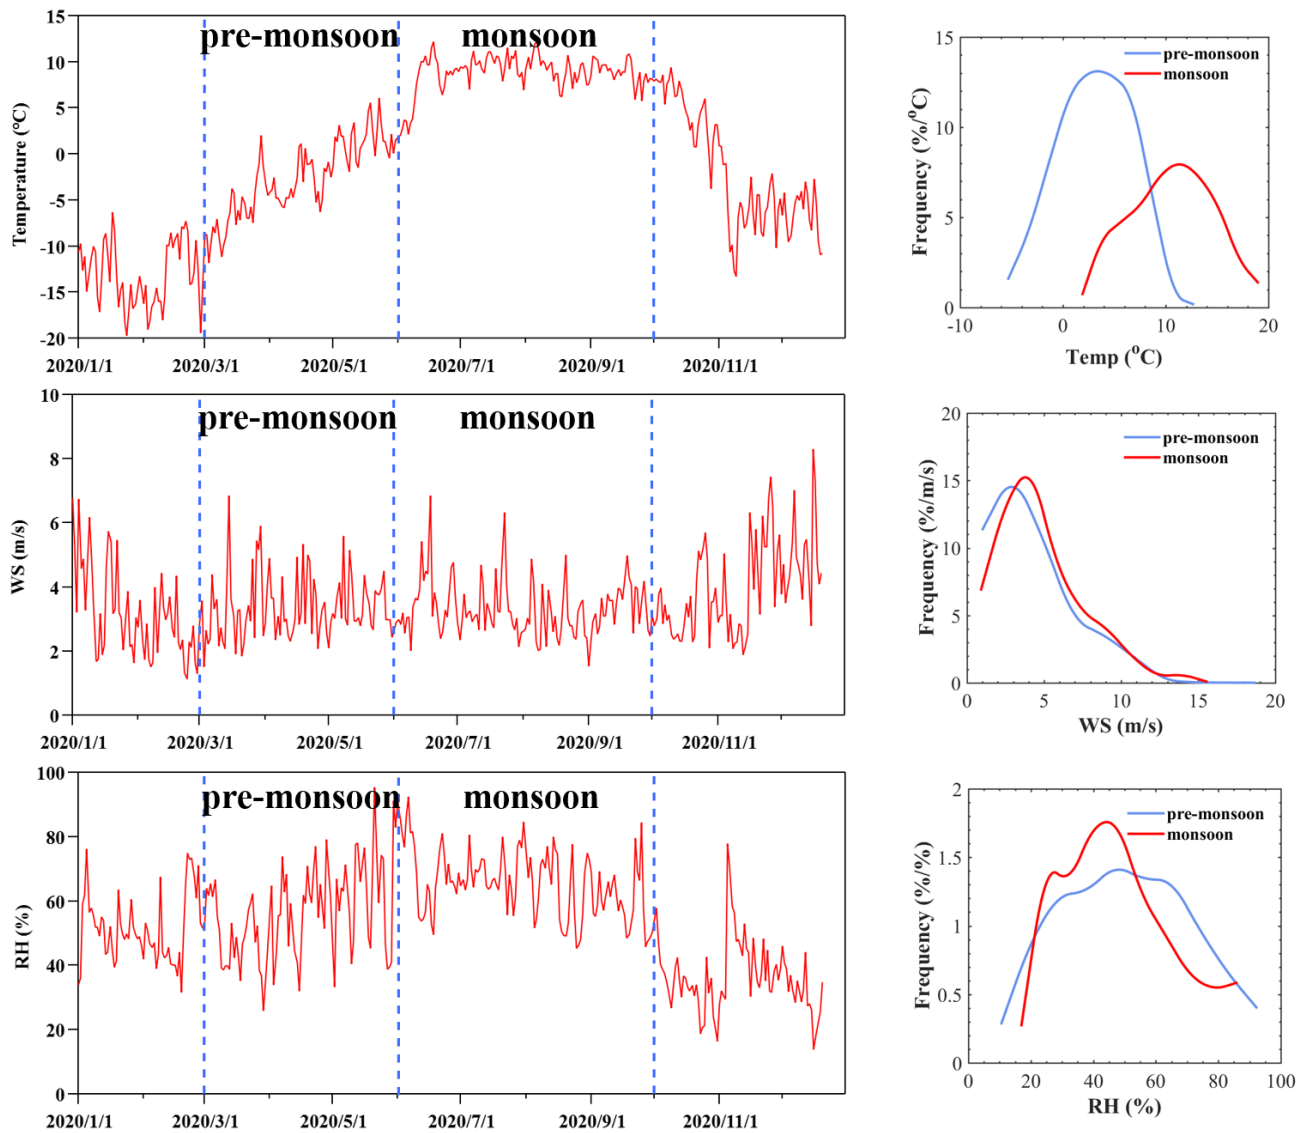 15
10
5
0
-5
-10
-15
-20
Temperature (°C)
pre-monsoon
monsoon
2020/1/1 2020/3/1 2020/5/1 2020/7/1 2020/9/1 2020/11/1
15
10
5
0
Frequency (%/°C)
pre-monsoon
monsoon
-10 0 10 20
Temp (°C)
10
8
6
4
2
0
WS (m/s)
pre-monsoon
monsoon
2020/1/1 2020/3/1 2020/5/1 2020/7/1 2020/9/1 2020/11/1
20
15
10
5
0
Frequency (%/m/s)
pre-monsoon
monsoon
0 5 10 15 20
WS (m/s)
100
80
60
40
20
0
RH (%)
pre-monsoon
monsoon
2020/1/1 2020/3/1 2020/5/1 2020/7/1 2020/9/1 2020/11/1
2
1.5
1
0.5
0
Frequency (%/%)
pre-monsoon
monsoon
0 20 40 60 80 100
RH (%)